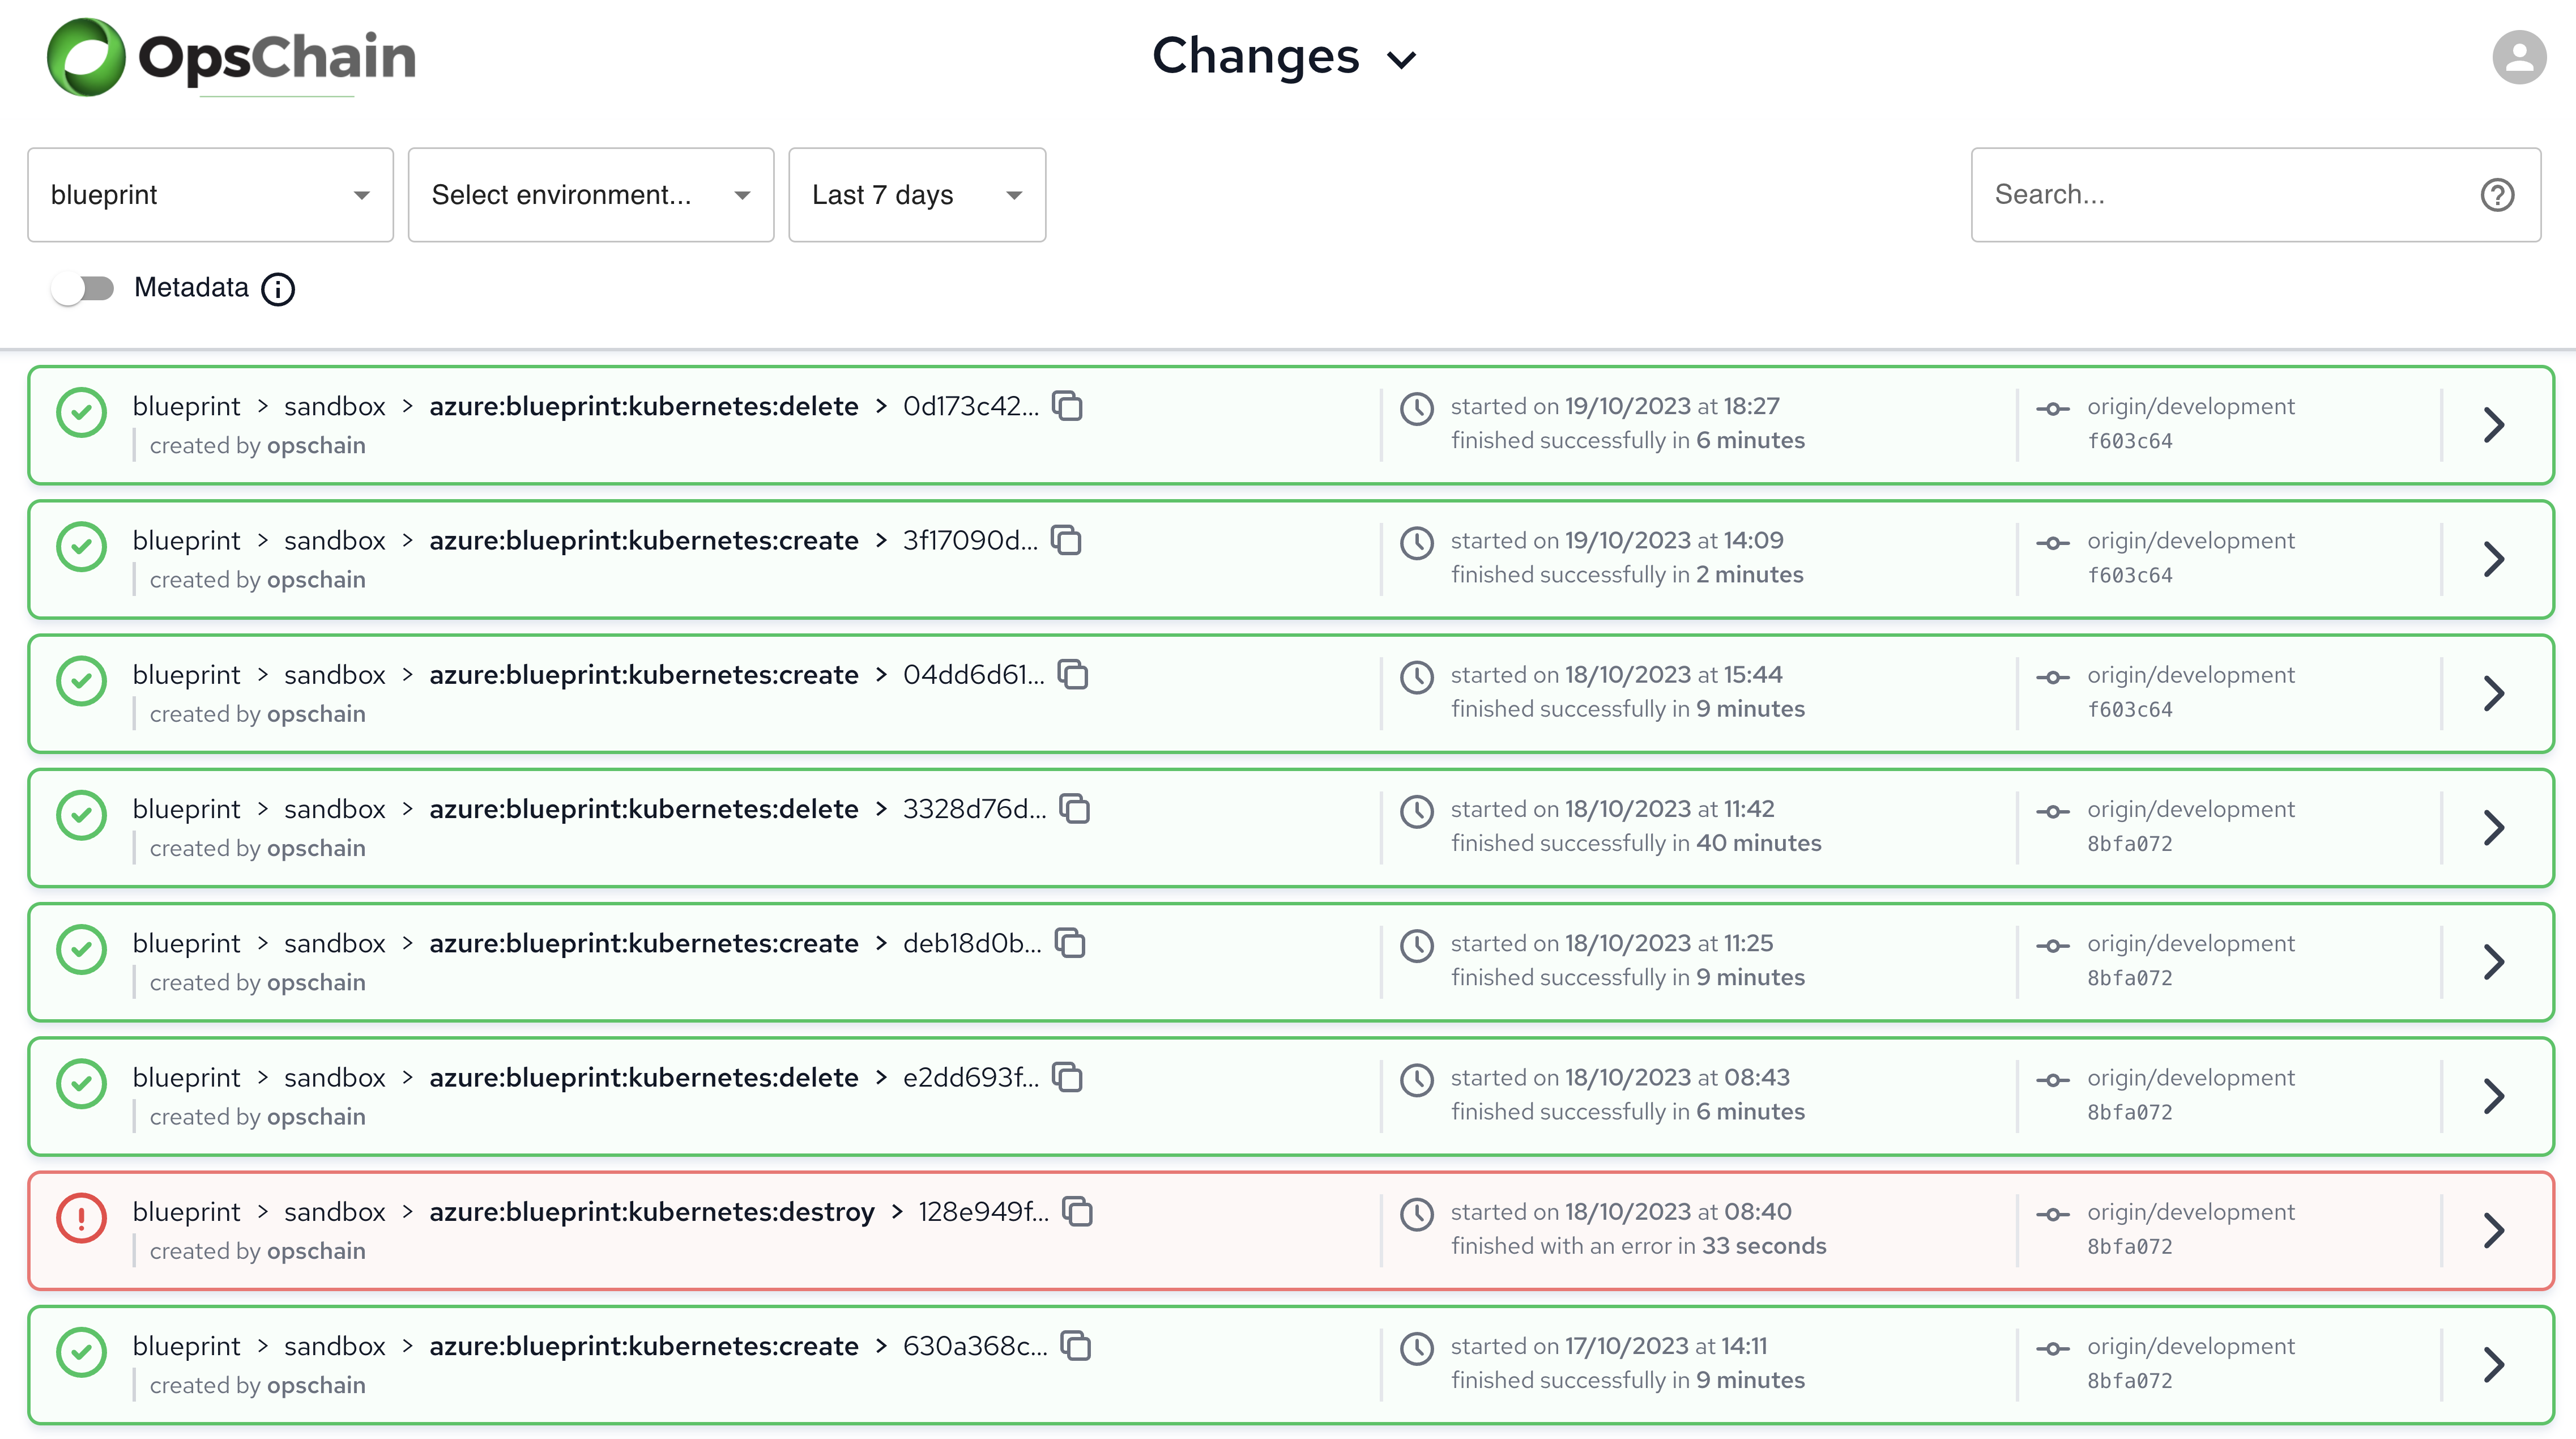 OpsChain
Changes
blueprint
Select environment...
Last 7 days
Search...
Metadata
blueprint > sandbox > azure:blueprint:kubernetes:delete > 0d173c42...
created by opschain
started on 19/10/2023 at 18:27
finished successfully in 6 minutes
origin/development
f603c64
blueprint > sandbox > azure:blueprint:kubernetes:create > 3f17090d...
created by opschain
started on 19/10/2023 at 14:09
finished successfully in 2 minutes
origin/development
f603c64
blueprint > sandbox > azure:blueprint:kubernetes:create > 04dd6d61...
created by opschain
started on 18/10/2023 at 15:44
finished successfully in 9 minutes
origin/development
f603c64
blueprint > sandbox > azure:blueprint:kubernetes:delete > 3328d76d...
created by opschain
started on 18/10/2023 at 11:42
finished successfully in 40 minutes
origin/development
8bfa072
blueprint > sandbox > azure:blueprint:kubernetes:create > deb18d0b...
created by opschain
started on 18/10/2023 at 11:25
finished successfully in 9 minutes
origin/development
8bfa072
blueprint > sandbox > azure:blueprint:kubernetes:delete > e2dd693f...
created by opschain
started on 18/10/2023 at 08:43
finished successfully in 6 minutes
origin/development
8bfa072
blueprint > sandbox > azure:blueprint:kubernetes:destroy > 128e949f...
created by opschain
started on 18/10/2023 at 08:40
finished with an error in 33 seconds
origin/development
8bfa072
blueprint > sandbox > azure:blueprint:kubernetes:create > 630a368c...
created by opschain
started on 17/10/2023 at 14:11
finished successfully in 9 minutes
origin/development
8bfa072